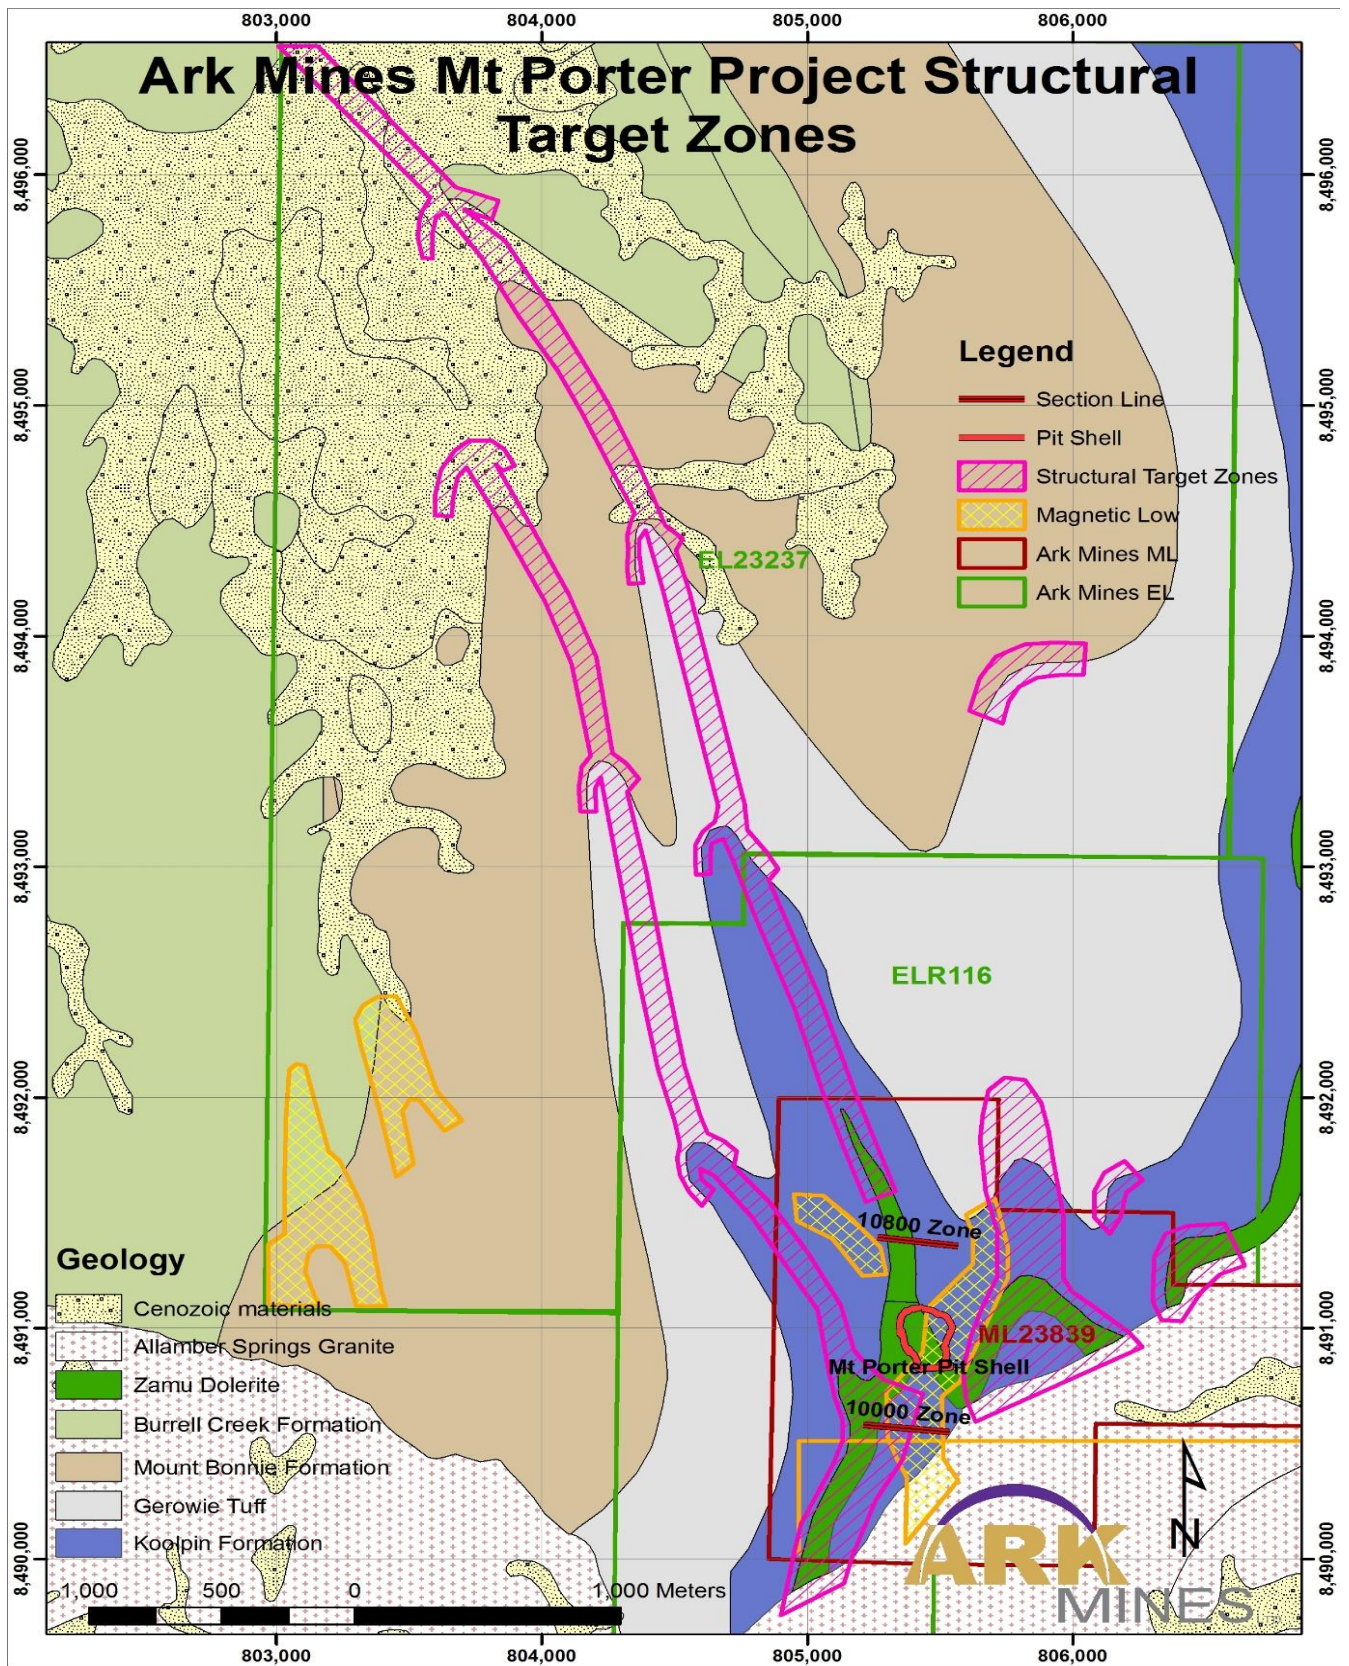 803,000 804,000 805,000 806,000
Ark Mines Mt Porter Project Structural
Target Zones
8,496,000 8,496,000
Legend
Section Line
Pit Shell
Structural Target Zones
Magnetic Low
Ark Mines ML
Ark Mines EL
8,495,000 8,495,000
EL23237
8,494,000 8,494,000
8,493,000 8,493,000
ELR116
8,492,000 8,492,000
10800 Zone
ML23839
Mt Porter Pit Shell
10000 Zone
8,491,000 8,491,000
Geology
Cenozoic materials
Allamber Springs Granite
Zamu Dolerite
Burrell Creek Formation
Mount Bonnie Formation
Gerowie Tuff
Koolpin Formation
8,490,000 8,490,000
1,000 500 0 1,000 Meters
N
ARK
MINES
803,000 804,000 805,000 806,000